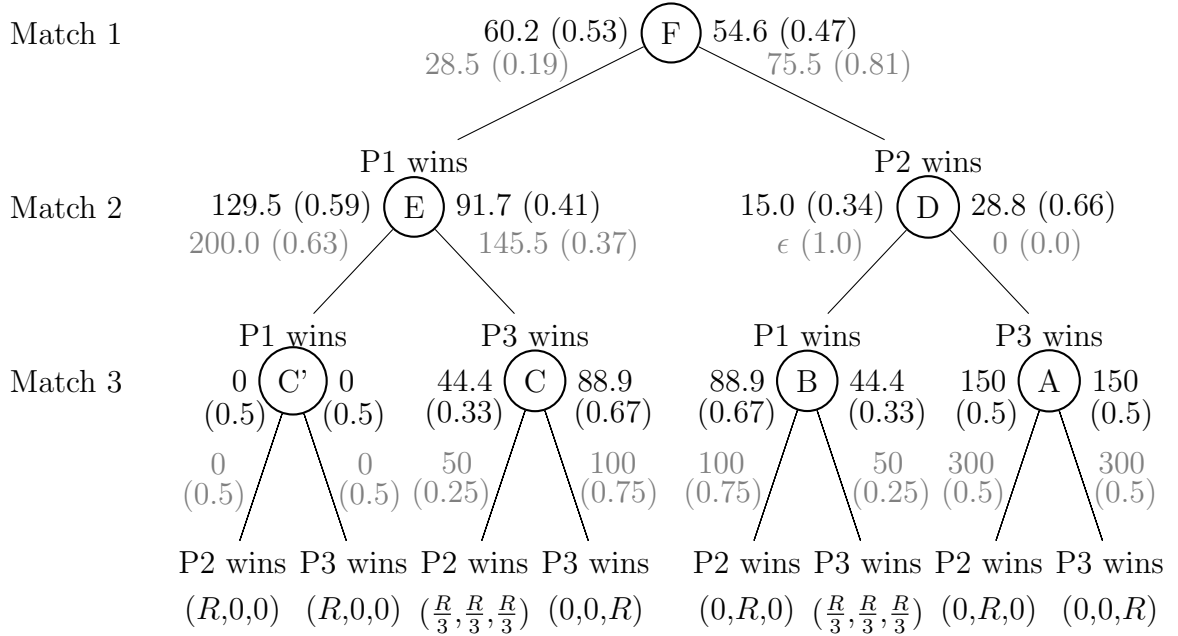 Match 1 60.2 (0.53) F 54.6 (0.47)
28.5 (0.19) 75.5 (0.81)
P1 wins P2 wins
Match 2 129.5 (0.59) E 91.7 (0.41) 15.0 (0.34) D 28.8 (0.66)
200.0 (0.63) 145.5 (0.37) ϵ (1.0) 0 (0.0)
P1 wins P3 wins P1 wins P3 wins
Match 3 0 C’ 0 44.4 C 88.9 88.9 B 44.4 150 A 150
(0.5) (0.5) (0.33) (0.67) (0.67) (0.33) (0.5) (0.5)
0 0 50 100 100 50 300 300
(0.5) (0.5) (0.25) (0.75) (0.75) (0.25) (0.5) (0.5)
P2 wins P3 wins P2 wins P3 wins P2 wins P3 wins P2 wins P3 wins
(R,0,0) (R,0,0) (R/3,R/3,R/3) (0,0,R) (0,R,0) (R/3,R/3,R/3) (0,R,0) (0,0,R)